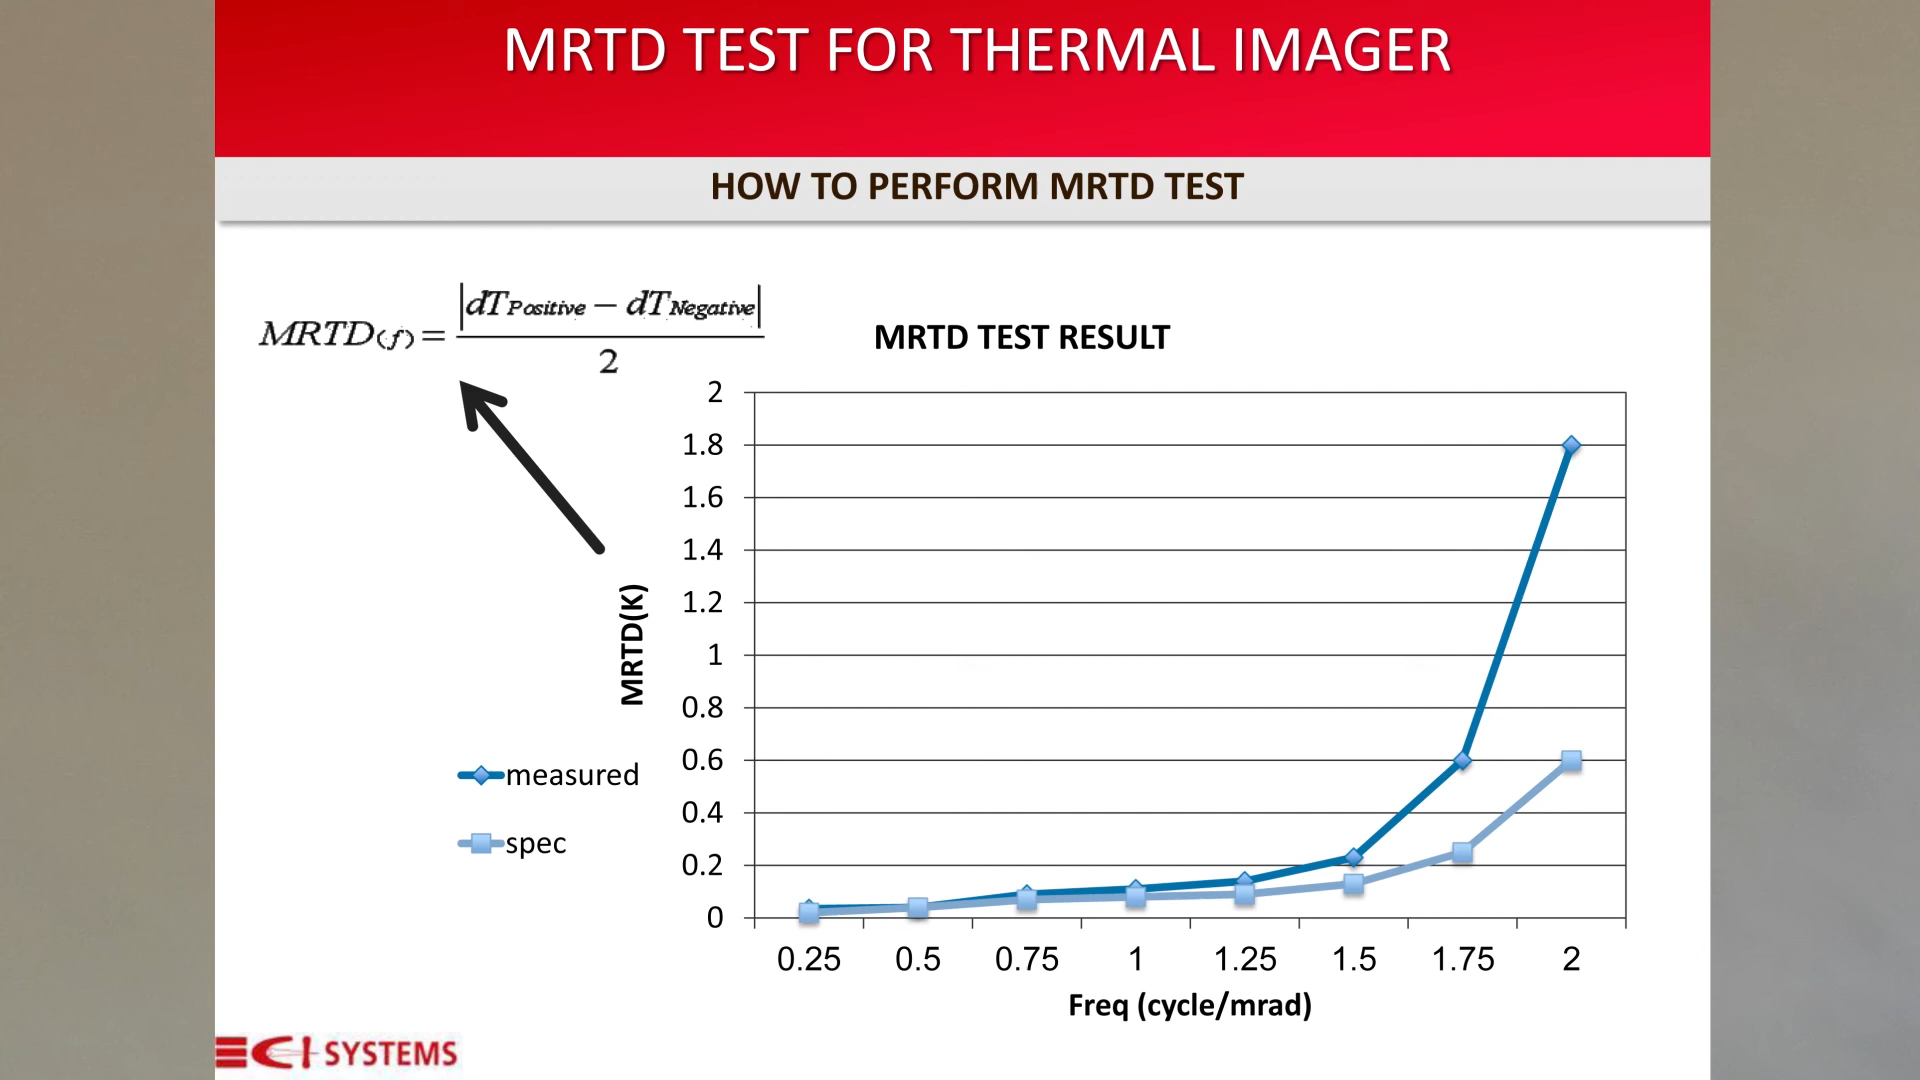 MRTD TEST FOR THERMAL IMAGER
HOW TO PERFORM MRTD TEST
MRTD(f) = |dTPositive − dTNegative| / 2
MRTD TEST RESULT
2
1.8
1.6
1.4
1.2
1
0.8
0.6
0.4
0.2
0
MRTD(K)
measured
spec
0.25 0.5 0.75 1 1.25 1.5 1.75 2
Freq (cycle/mrad)
CI SYSTEMS